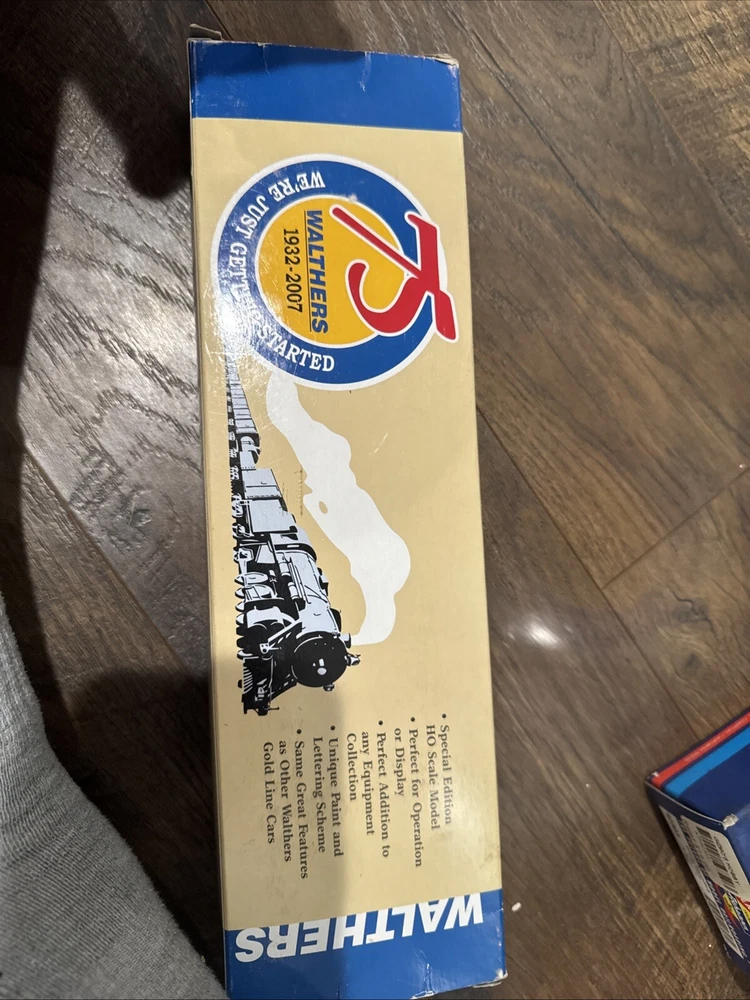 WE'RE JUST GETTING STARTED
75
WALTHERS
1932-2007
• Special Edition
HO Scale Model
• Perfect for Operation
or Display
• Perfect Addition to
any Equipment
Collection
• Unique Paint and
Lettering Scheme
• Same Great Features
as Other Walthers
Gold Line Cars
WALTHERS